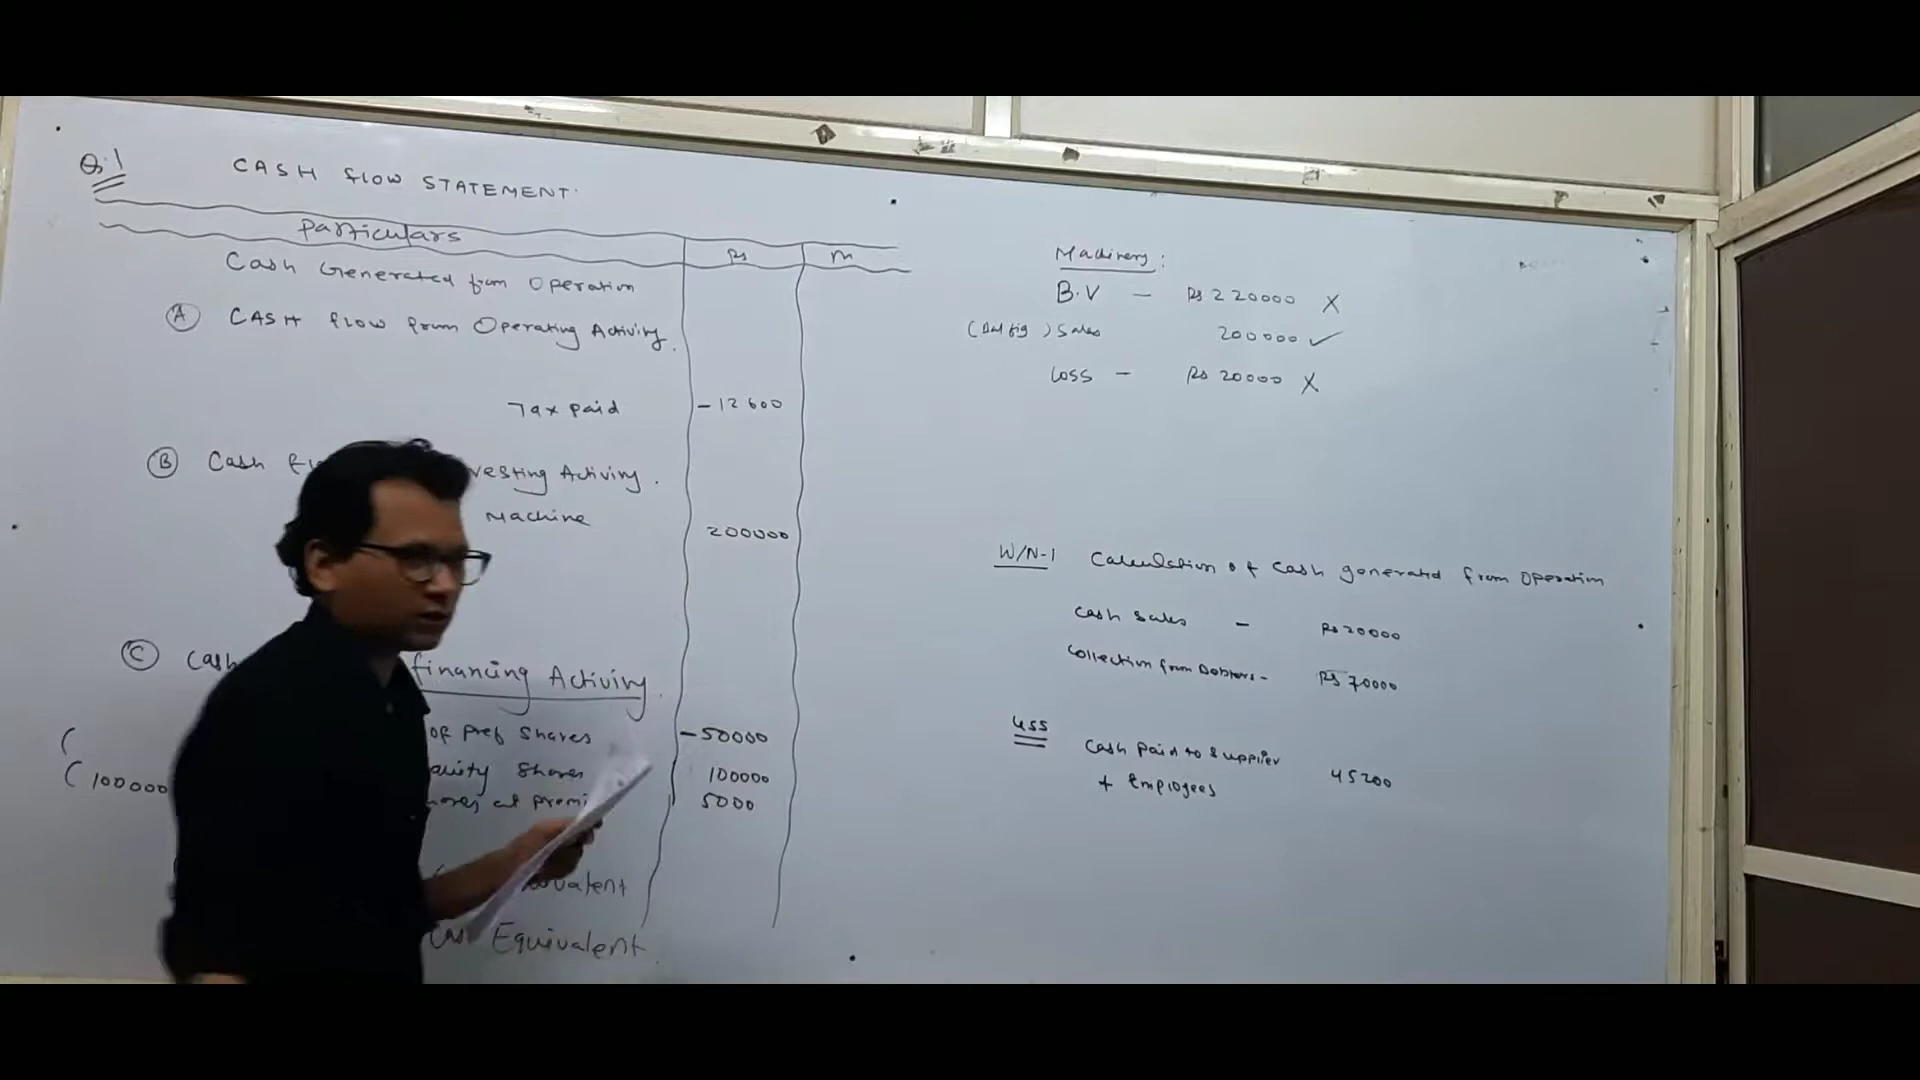 Q.1 CASH FLOW STATEMENT.
Particulars Rs
Cash Generated from Operation
A CASH flow from Operating Activity.
Tax paid -12600
B Cash vesting Activity.
Machine 200000
C Cash financing Activity.
( of Pref Shares -50000
(100000 Shares 100000
at premi 5000
Equivalent.
Machinery:
B.V - Rs 220000 X
(Bal fig) Sales 200000 ✓
Loss - Rs 20000 X
W/N-1 Calculation of Cash generated from operation
Cash sales - Rs 20000
Collection from Debtors - Rs 70000
Cash Paid to Supplier
+ Employees 45200